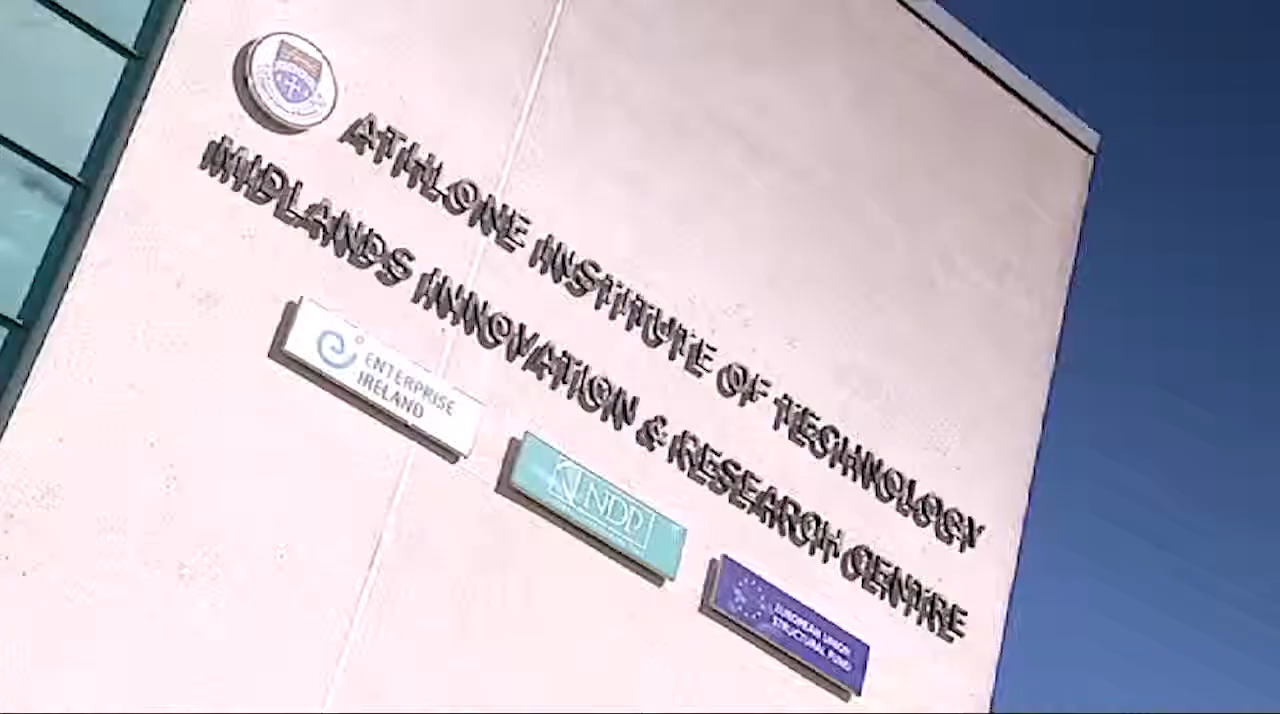 ATHLONE INSTITUTE OF TECHNOLOGY
MIDLANDS INNOVATION & RESEARCH CENTRE
ENTERPRISE
IRELAND
NDP
EUROPEAN UNION
STRUCTURAL FUND